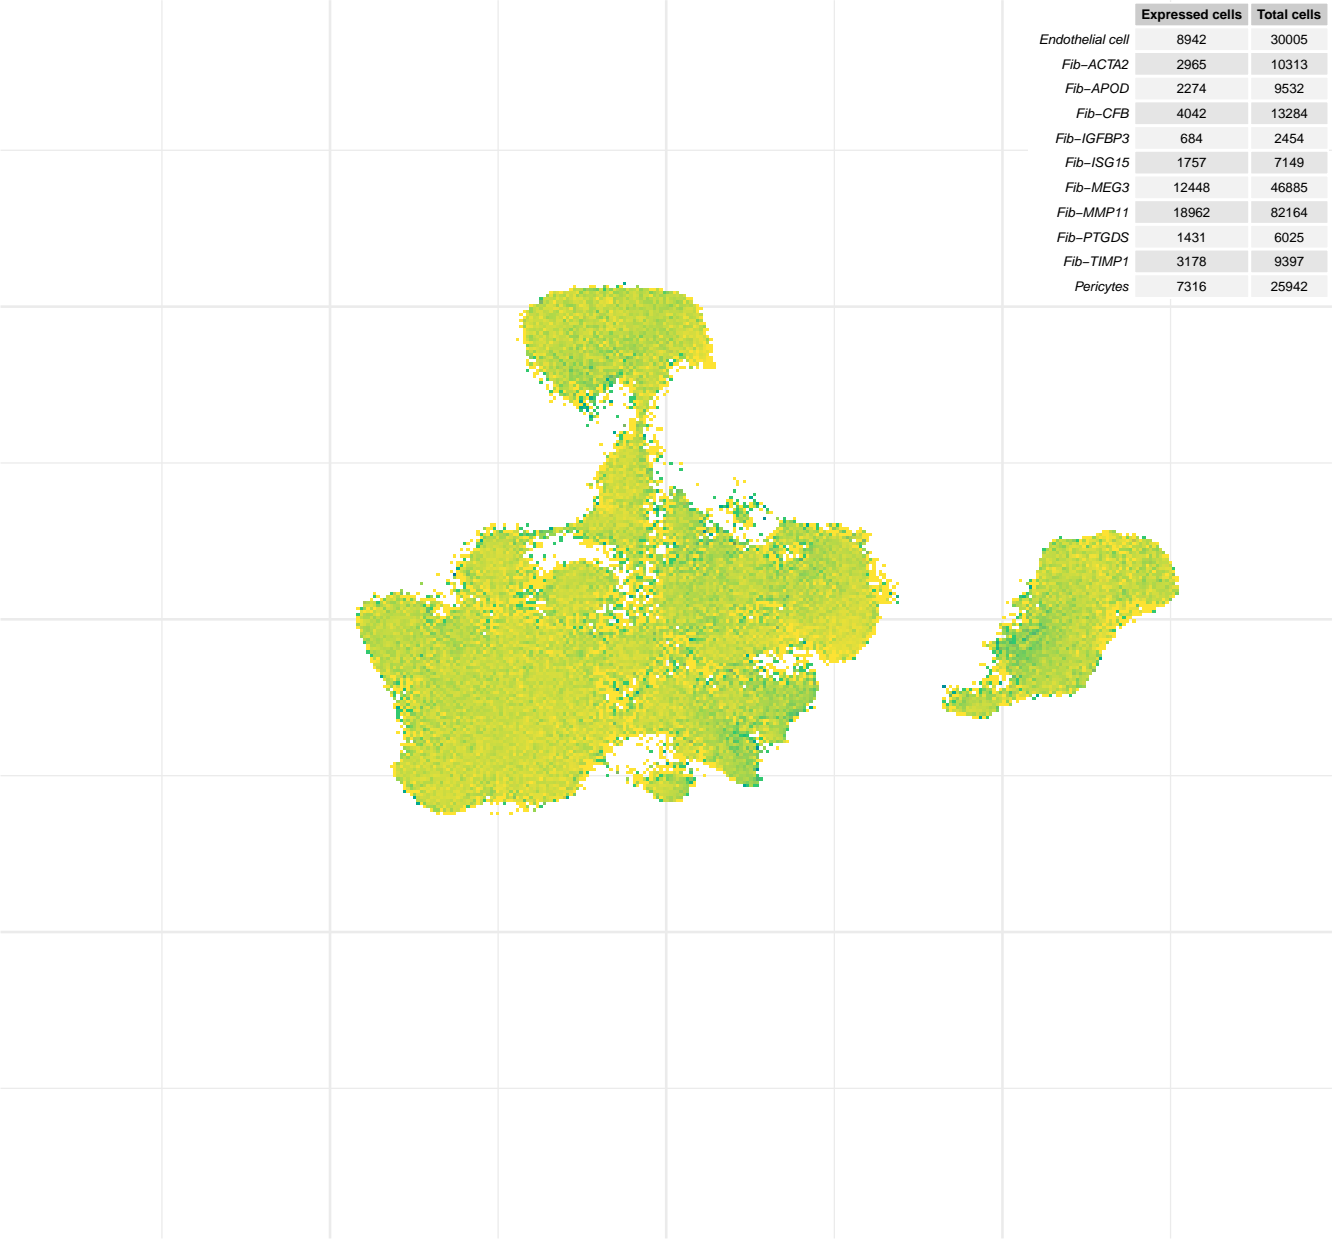 Expressed cells Total cells
Endothelial cell 8942 30005
Fib−ACTA2 2965 10313
Fib−APOD 2274 9532
Fib−CFB 4042 13284
Fib−IGFBP3 684 2454
Fib−ISG15 1757 7149
Fib−MEG3 12448 46885
Fib−MMP11 18962 82164
Fib−PTGDS 1431 6025
Fib−TIMP1 3178 9397
Pericytes 7316 25942